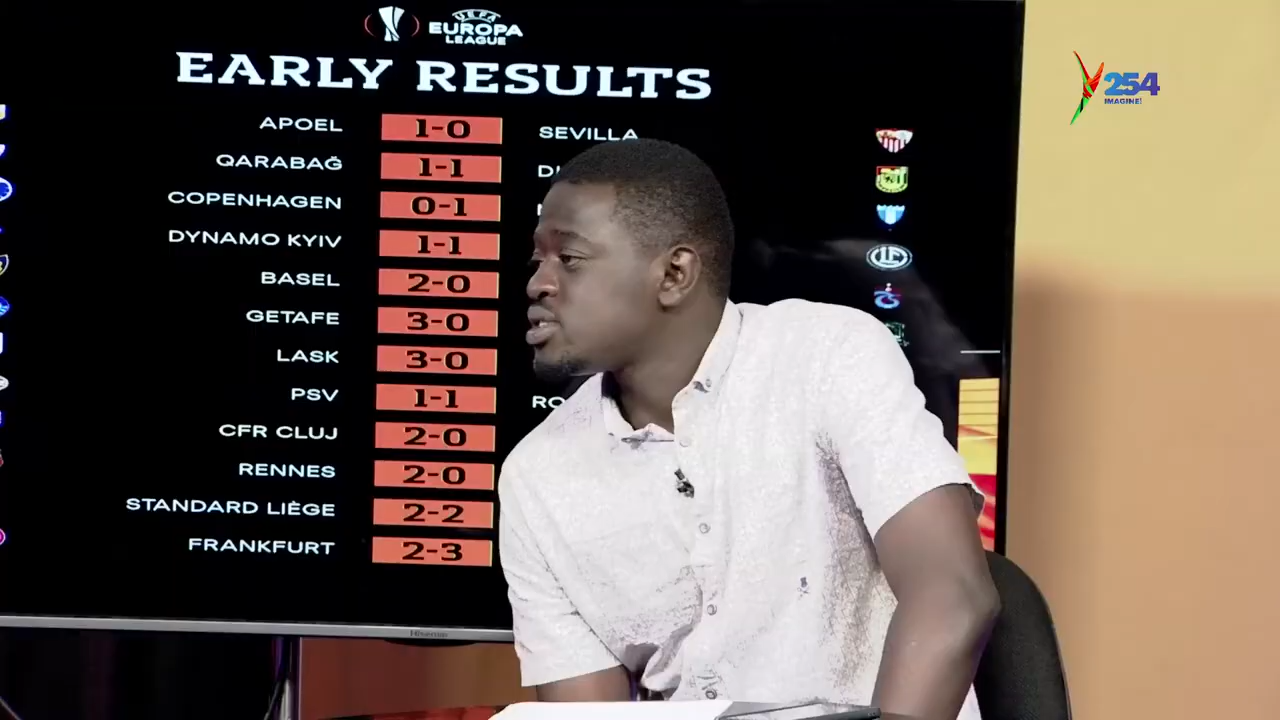 UEFA
EUROPA
LEAGUE
EARLY RESULTS
254
IMAGINE!
APOEL 1-0 SEVILLA
QARABAĞ 1-1
COPENHAGEN 0-1
DYNAMO KYIV 1-1
BASEL 2-0
GETAFE 3-0
LASK 3-0
PSV 1-1
CFR CLUJ 2-0
RENNES 2-0
STANDARD LIÈGE 2-2
FRANKFURT 2-3
Hisense